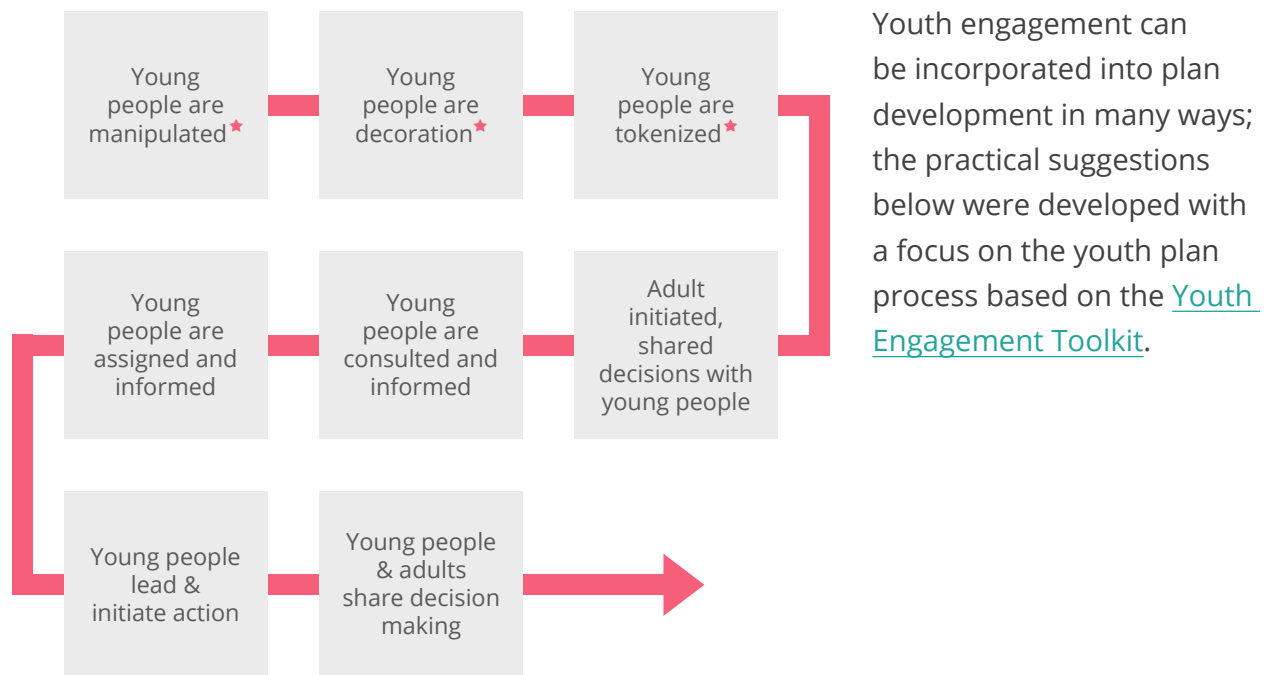 Young
people are
manipulated★
Young
people are
decoration★
Young
people are
tokenized★
Young
people are
assigned and
informed
Young
people are
consulted and
informed
Adult
initiated,
shared
decisions with
young people
Young people
lead &
initiate action
Young people
& adults
share decision
making
Youth engagement can
be incorporated into plan
development in many ways;
the practical suggestions
below were developed with
a focus on the youth plan
process based on the Youth
Engagement Toolkit.